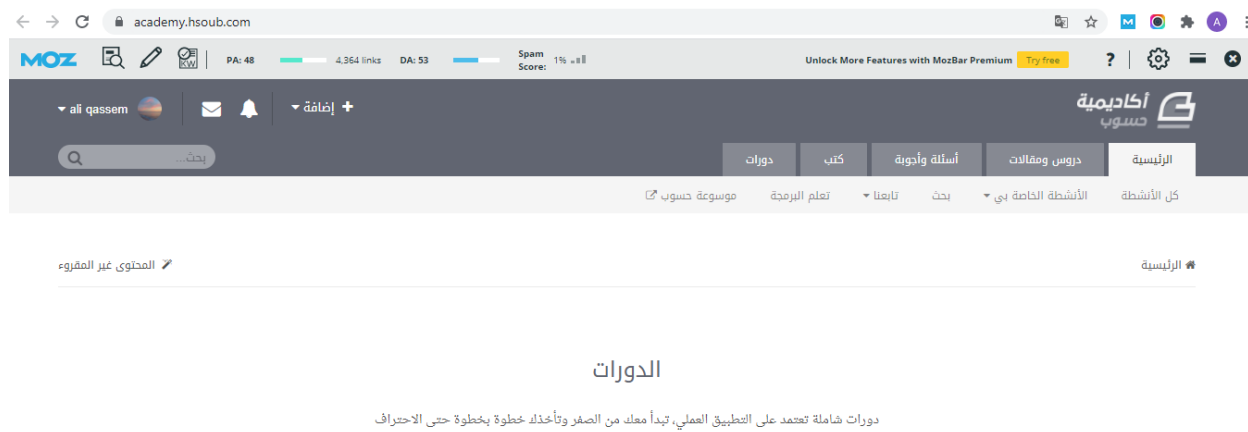 academy.hsoub.com
A
MOZ KW PA: 48 4,364 links DA: 53 Spam Score: 1% Unlock More Features with MozBar Premium Try free ?
أكاديمية
حسوب
إضافة
ali qassem
الرئيسية دروس ومقالات أسئلة وأجوبة كتب دورات
بحث...
كل الأنشطة الأنشطة الخاصة بي بحث تابعنا تعلم البرمجة موسوعة حسوب
الرئيسية
المحتوى غير المقروء
الدورات
دورات شاملة تعتمد على التطبيق العملي، تبدأ معك من الصفر وتأخذك خطوة بخطوة حتى الاحتراف